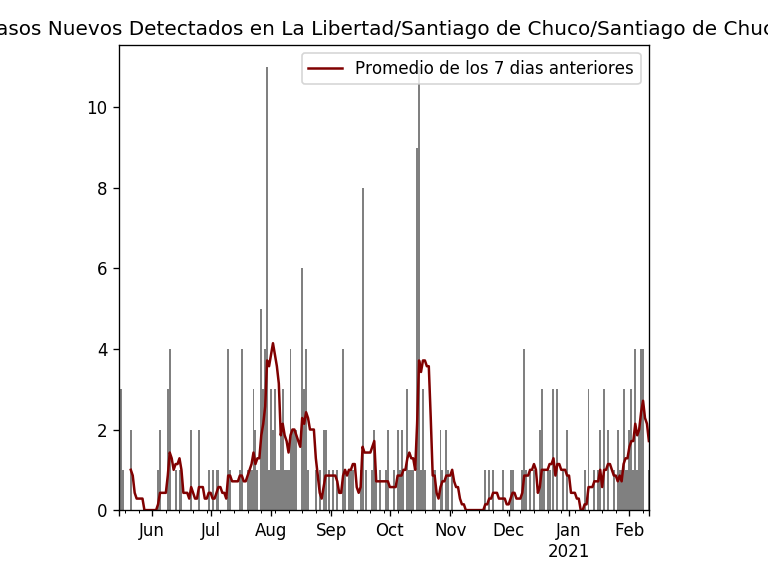 asos Nuevos Detectados en La Libertad/Santiago de Chuco/Santiago de Chuc
Promedio de los 7 dias anteriores
10
8
6
4
2
0
Jun Jul Aug Sep Oct Nov Dec Jan Feb
2021